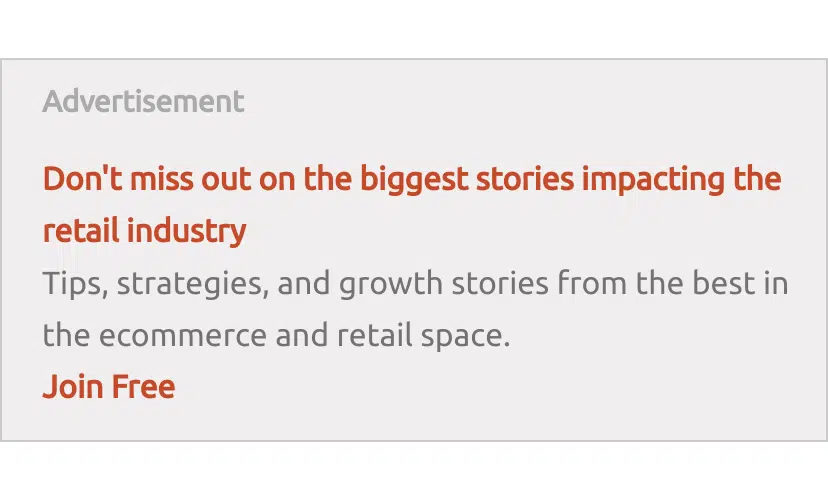 Advertisement
Don't miss out on the biggest stories impacting the
retail industry
Tips, strategies, and growth stories from the best in
the ecommerce and retail space.
Join Free